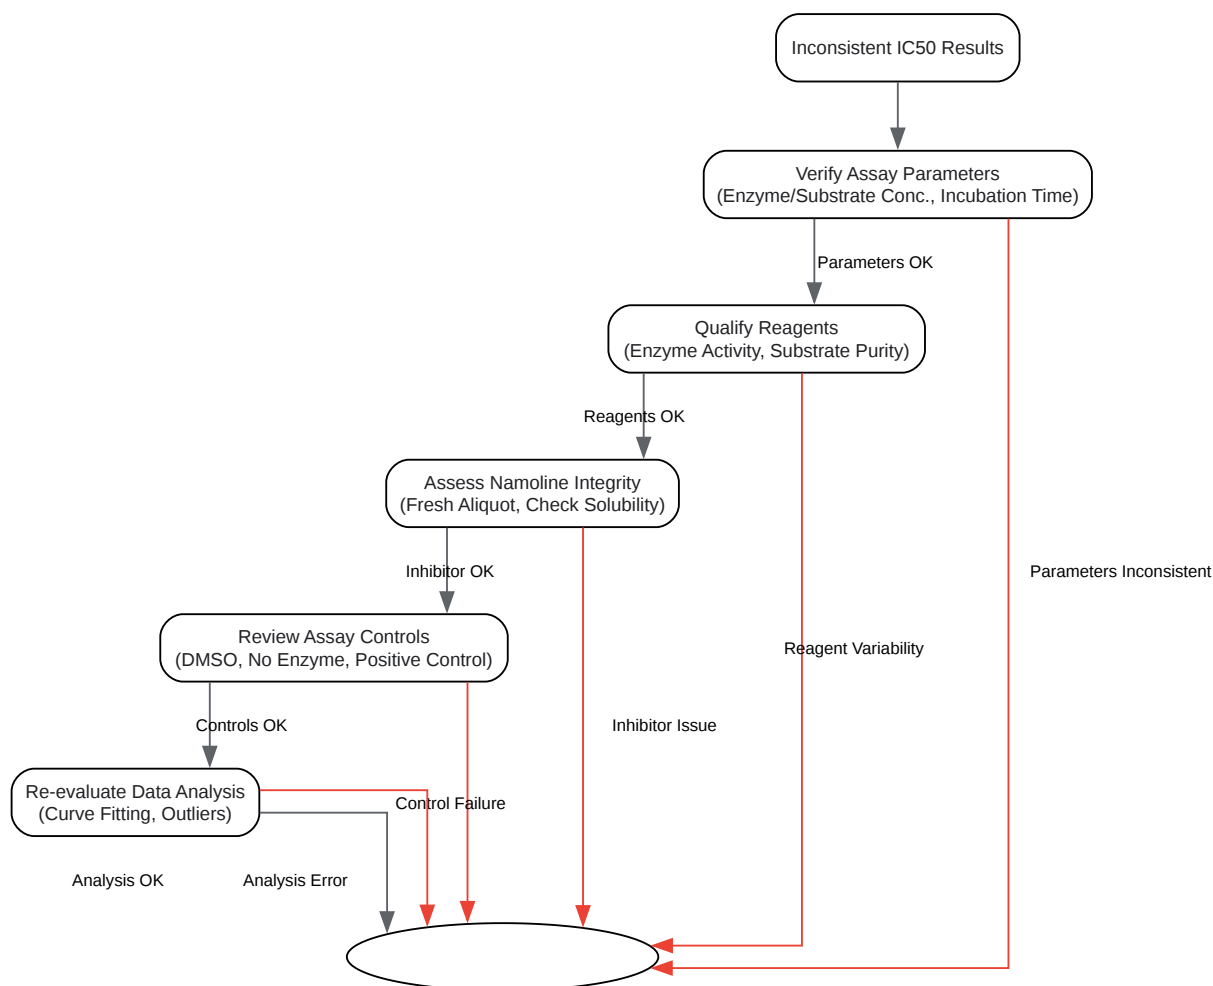 Inconsistent IC50 Results
Verify Assay Parameters
(Enzyme/Substrate Conc., Incubation Time)
Parameters OK
Qualify Reagents
(Enzyme Activity, Substrate Purity)
Reagents OK
Assess Namoline Integrity
(Fresh Aliquot, Check Solubility)
Inhibitor OK
Parameters Inconsistent
Review Assay Controls
(DMSO, No Enzyme, Positive Control)
Reagent Variability
Controls OK
Inhibitor Issue
Re-evaluate Data Analysis
(Curve Fitting, Outliers)
Control Failure
Analysis OK
Analysis Error